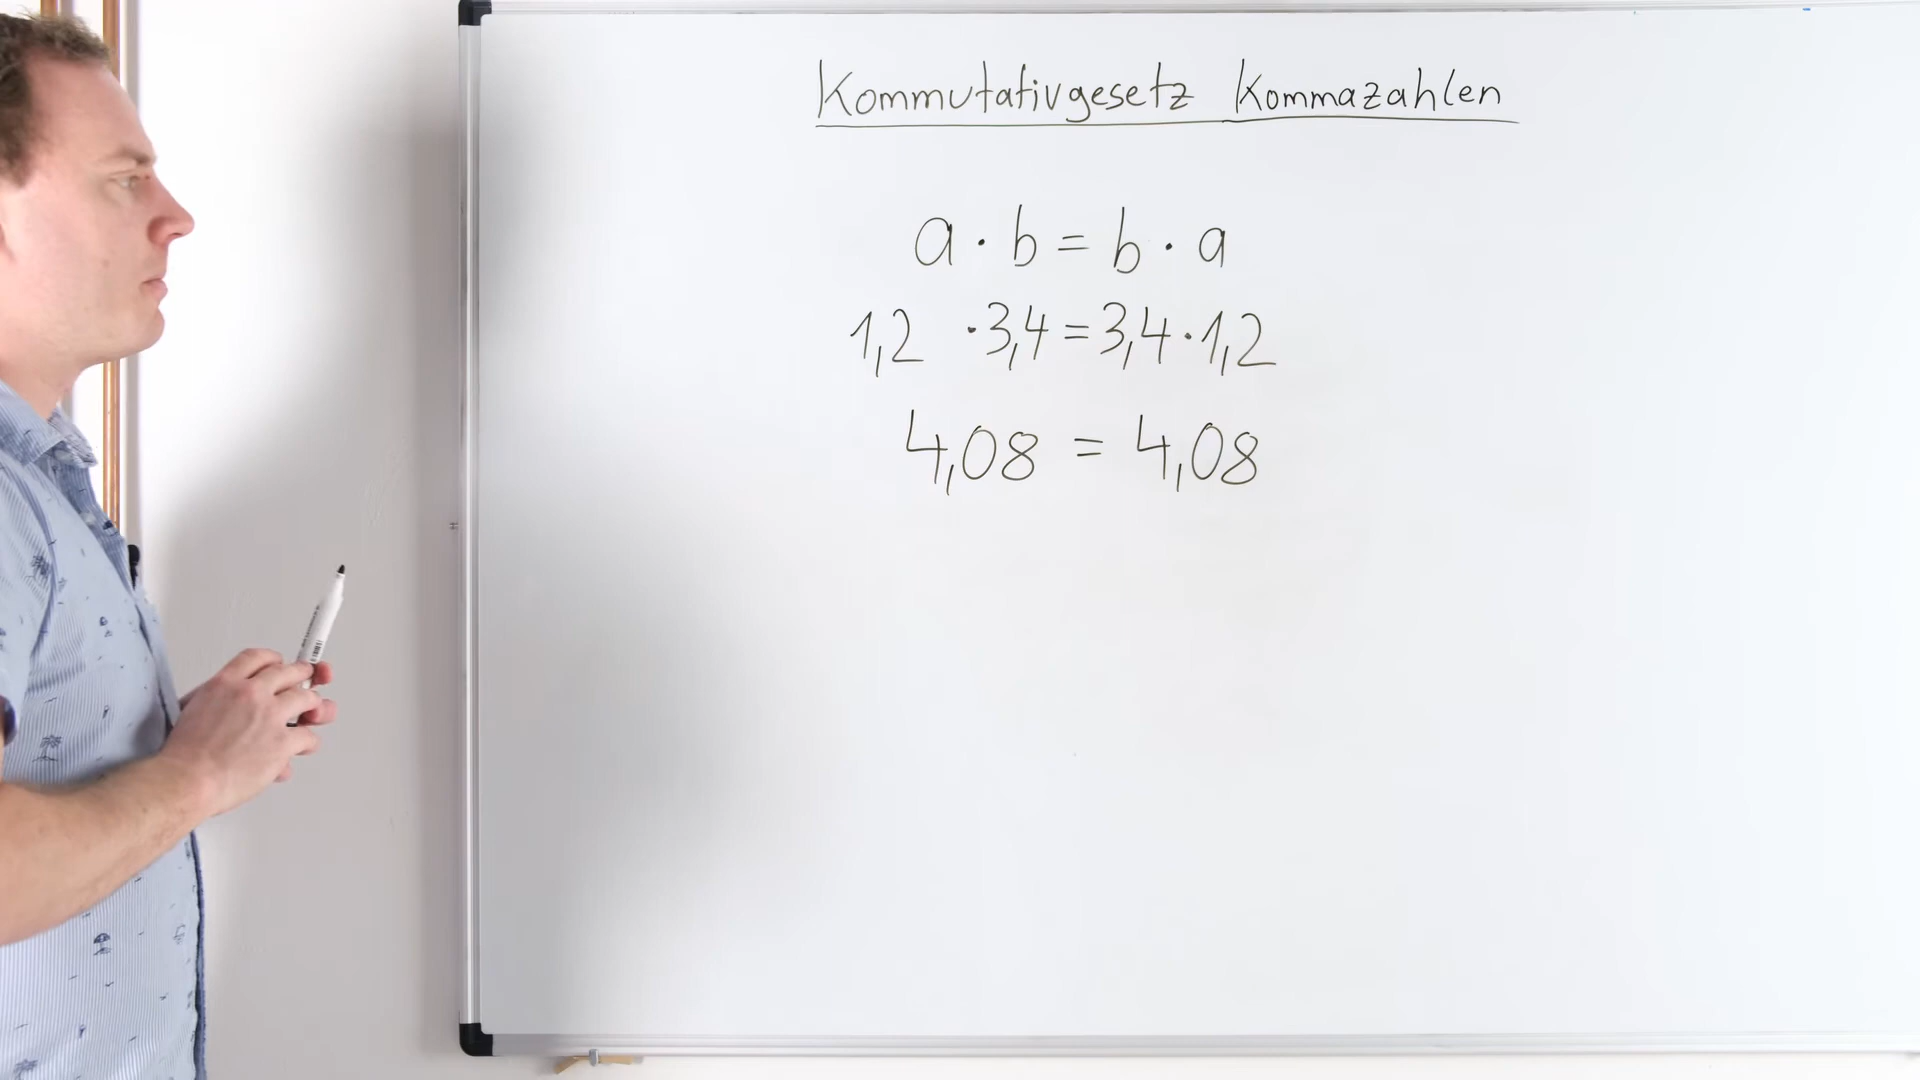 Kommutativgesetz Kommazahlen
a · b = b · a
1,2 · 3,4 = 3,4 · 1,2
4,08 = 4,08